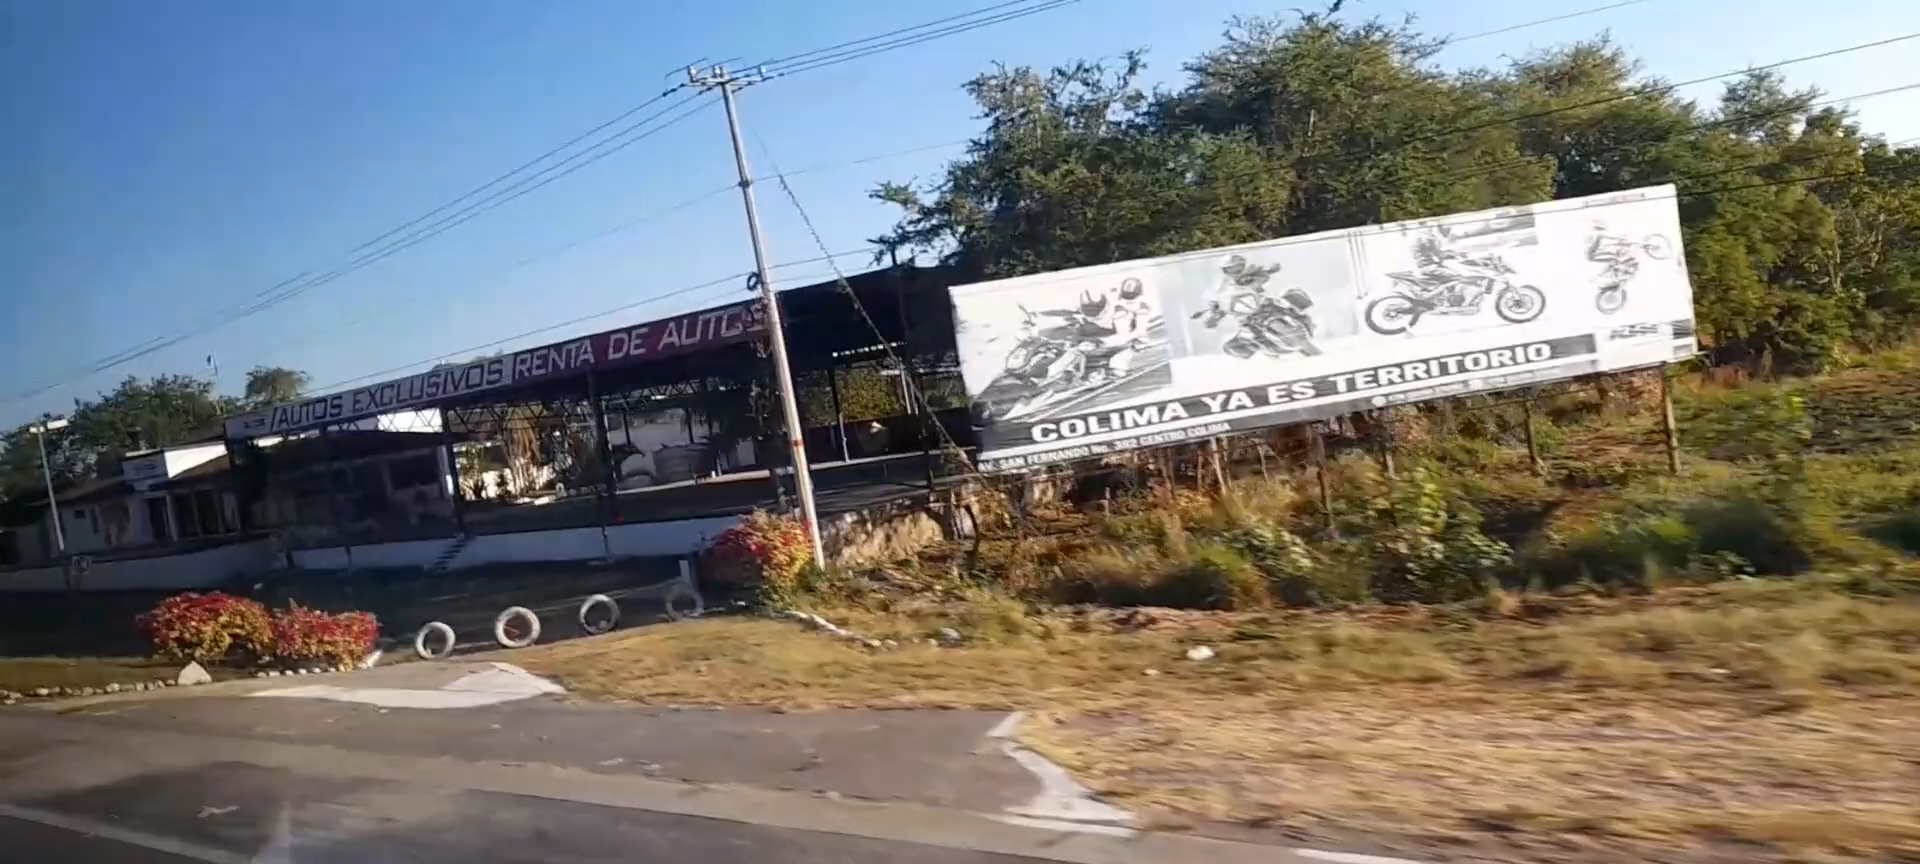 /AUTOS EXCLUSIVOS RENTA DE AUTOS
COLIMA YA ES TERRITORIO
AV. SAN FERNANDO No. 382 CENTRO COLIMA